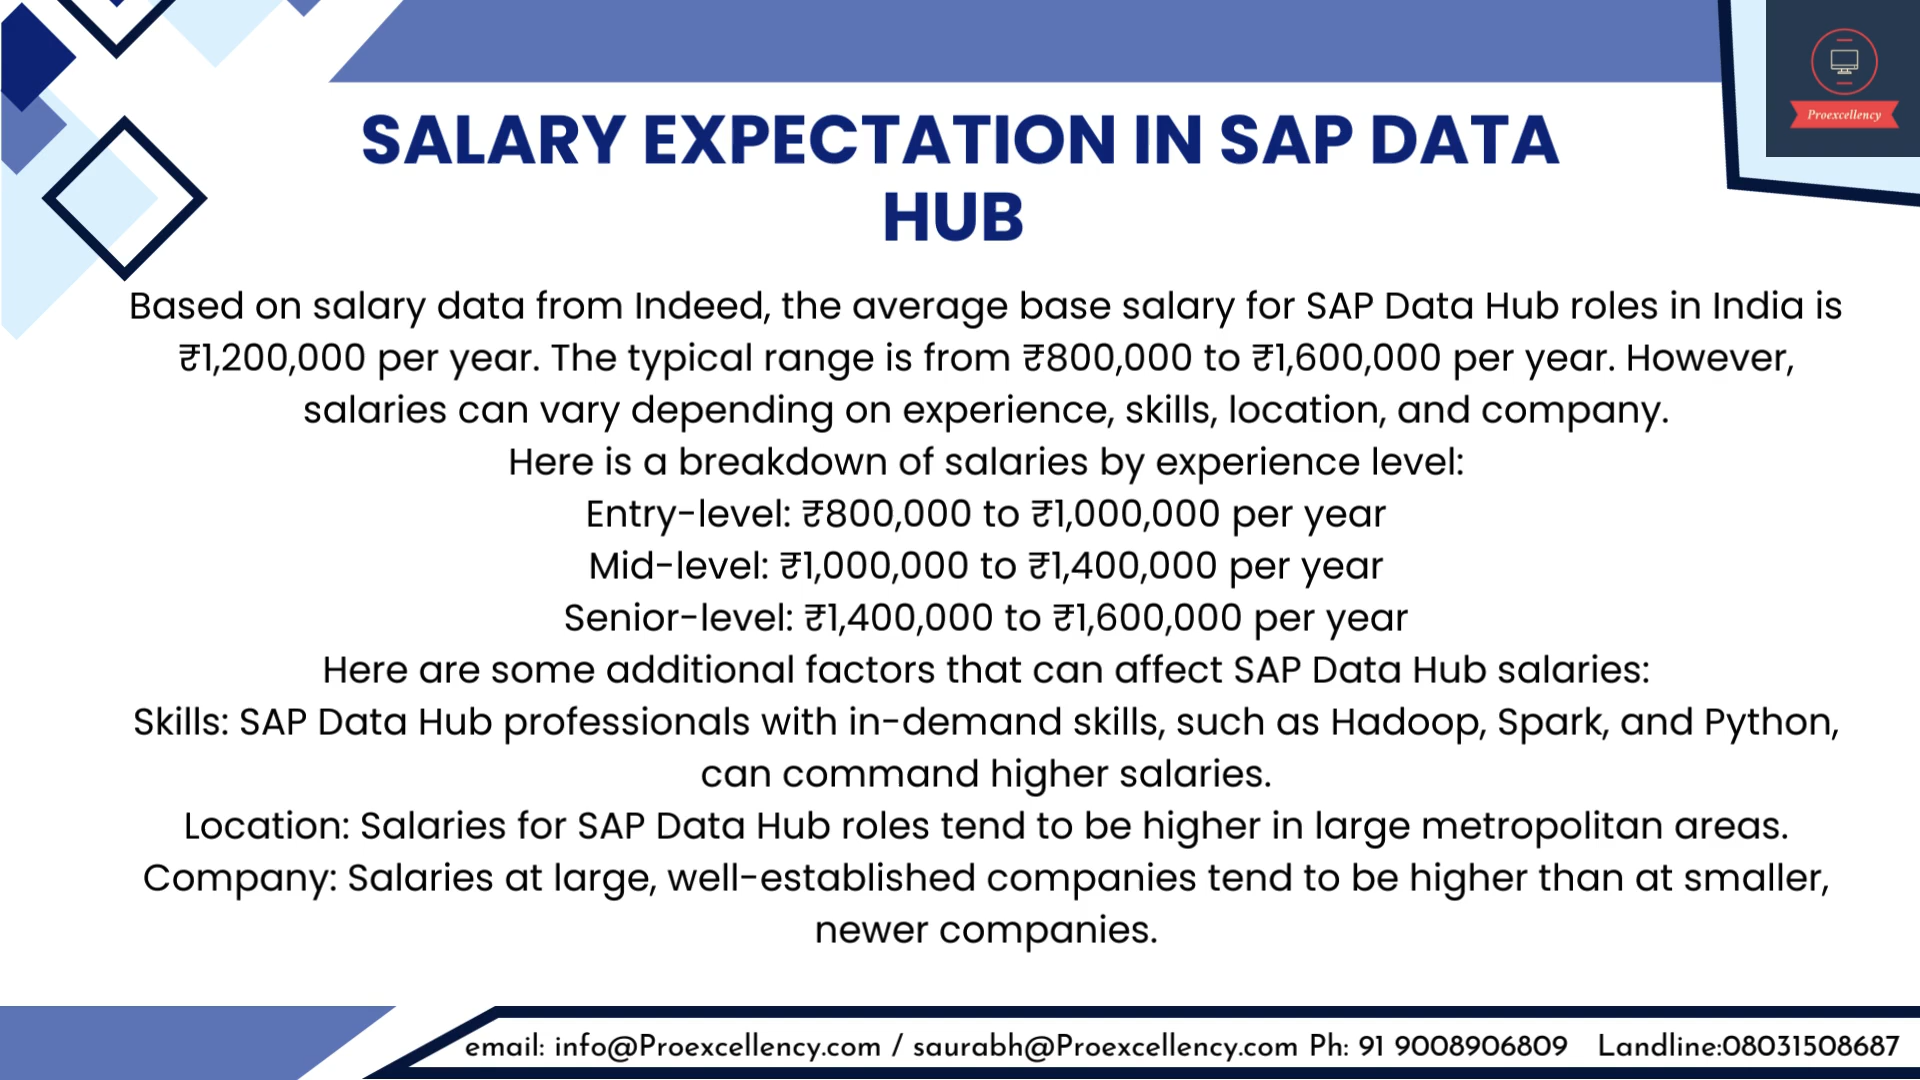 Proexcellency
SALARY EXPECTATION IN SAP DATA
HUB
Based on salary data from Indeed, the average base salary for SAP Data Hub roles in India is
₹1,200,000 per year. The typical range is from ₹800,000 to ₹1,600,000 per year. However,
salaries can vary depending on experience, skills, location, and company.
Here is a breakdown of salaries by experience level:
Entry-level: ₹800,000 to ₹1,000,000 per year
Mid-level: ₹1,000,000 to ₹1,400,000 per year
Senior-level: ₹1,400,000 to ₹1,600,000 per year
Here are some additional factors that can affect SAP Data Hub salaries:
Skills: SAP Data Hub professionals with in-demand skills, such as Hadoop, Spark, and Python,
can command higher salaries.
Location: Salaries for SAP Data Hub roles tend to be higher in large metropolitan areas.
Company: Salaries at large, well-established companies tend to be higher than at smaller,
newer companies.
email: info@Proexcellency.com / saurabh@Proexcellency.com Ph: 91 9008906809 Landline:08031508687